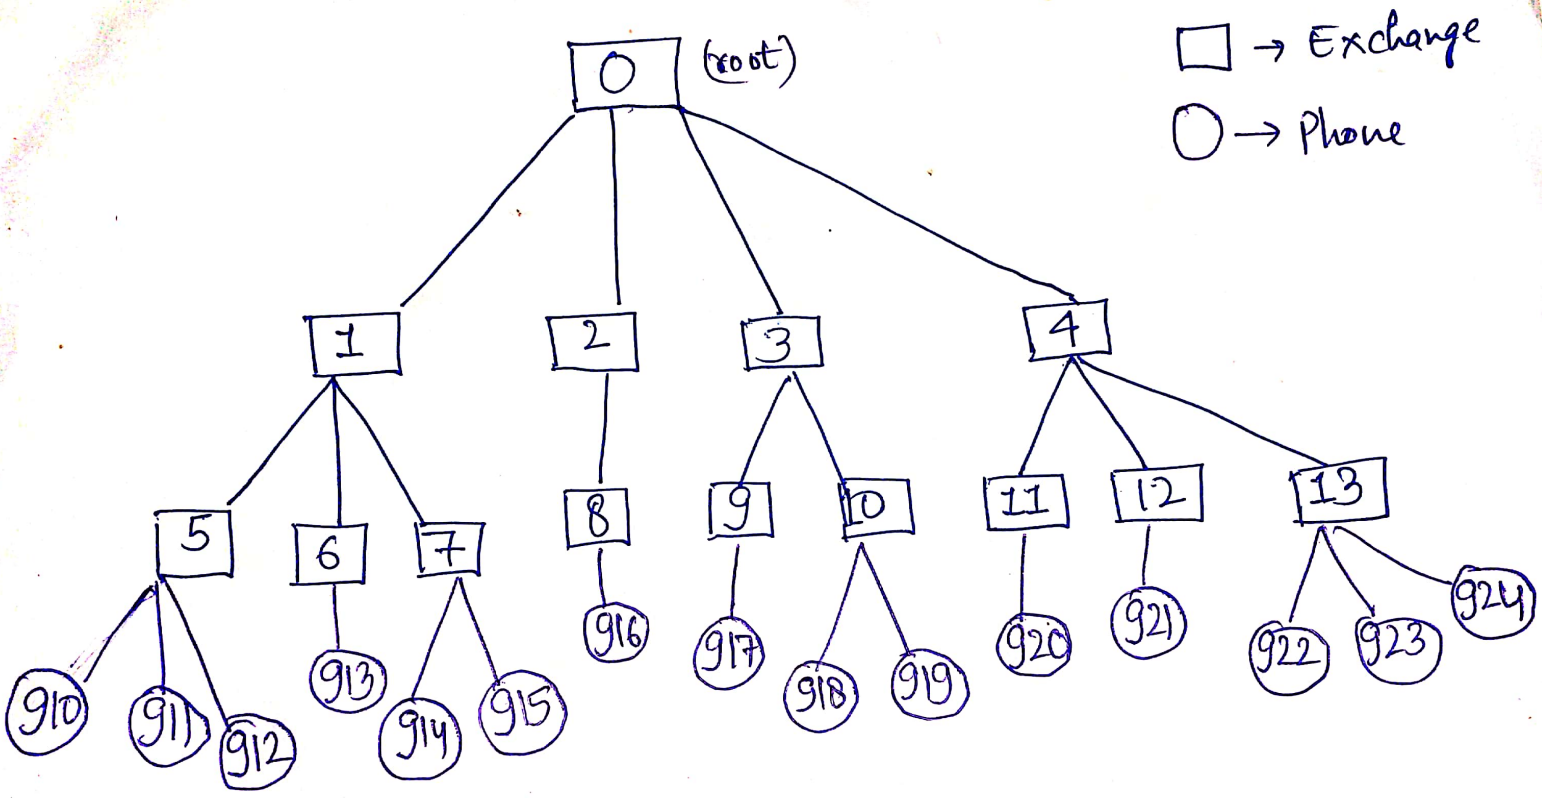 0 (root)
□ → Exchange
○ → Phone
1 2 3 4
5 6 7 8 9 10 11 12 13
910 911 912 913 914 915 916 917 918 919 920 921 922 923 924